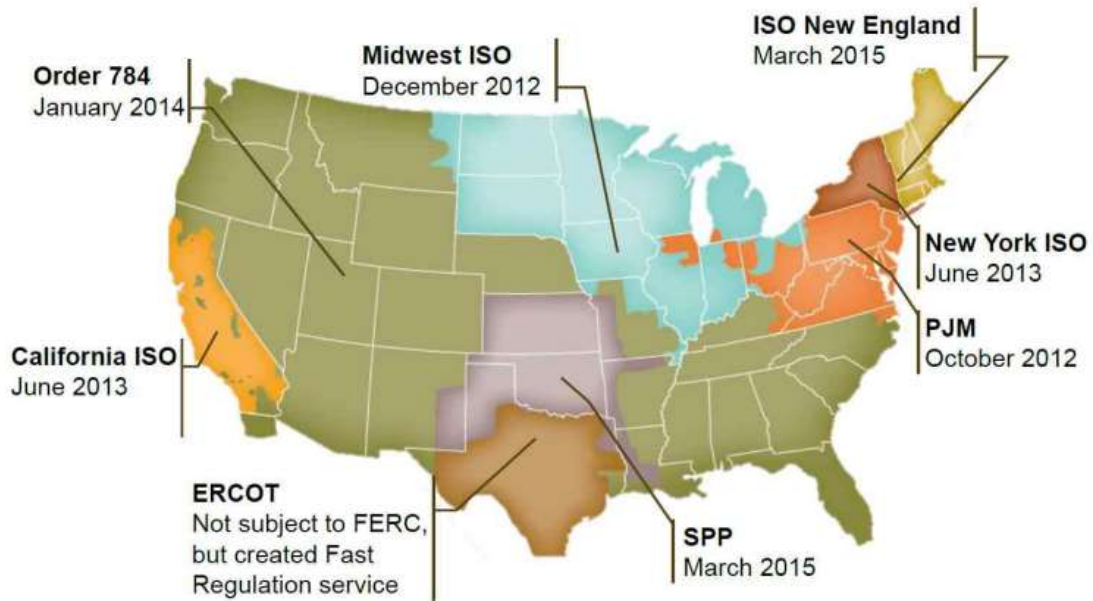 ISO New England
March 2015
Midwest ISO
December 2012
Order 784
January 2014
New York ISO
June 2013
PJM
October 2012
California ISO
June 2013
ERCOT
Not subject to FERC,
but created Fast
Regulation service
SPP
March 2015